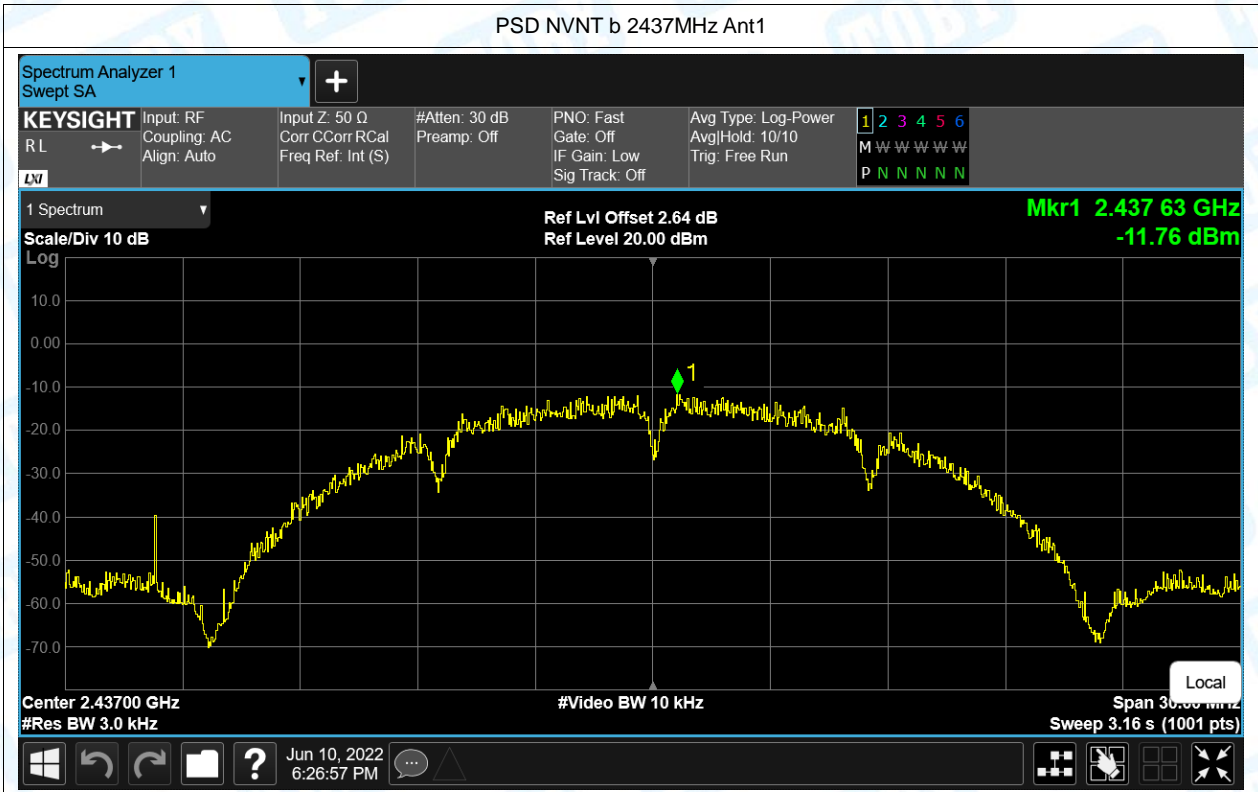 PSD NVNT b 2437MHz Ant1
Spectrum Analyzer 1
Swept SA
KEYSIGHT
R L
LXI
Input: RF
Coupling: AC
Align: Auto
Input Z: 50 Ω
Corr CCorr RCal
Freq Ref: Int (S)
#Atten: 30 dB
Preamp: Off
PNO: Fast
Gate: Off
IF Gain: Low
Sig Track: Off
Avg Type: Log-Power
Avg|Hold: 10/10
Trig: Free Run
1 2 3 4 5 6
M W W W W W
P N N N N N
1 Spectrum
Scale/Div 10 dB
Log
Ref Lvl Offset 2.64 dB
Ref Level 20.00 dBm
Mkr1 2.437 63 GHz
-11.76 dBm
10.0
0.00
-10.0
-20.0
-30.0
-40.0
-50.0
-60.0
-70.0
1
Local
Center 2.43700 GHz
#Res BW 3.0 kHz
#Video BW 10 kHz
Span 30.00 MHz
Sweep 3.16 s (1001 pts)
?
Jun 10, 2022
6:26:57 PM